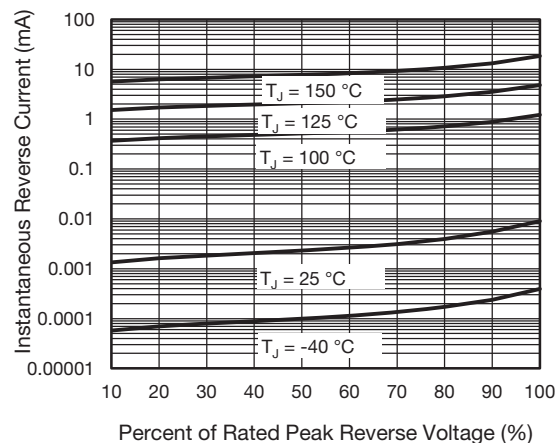 Instantaneous Reverse Current (mA)
100
10
1
0.1
0.01
0.001
0.0001
0.00001
T_J = 150 °C
T_J = 125 °C
T_J = 100 °C
T_J = 25 °C
T_J = -40 °C
10 20 30 40 50 60 70 80 90 100
Percent of Rated Peak Reverse Voltage (%)